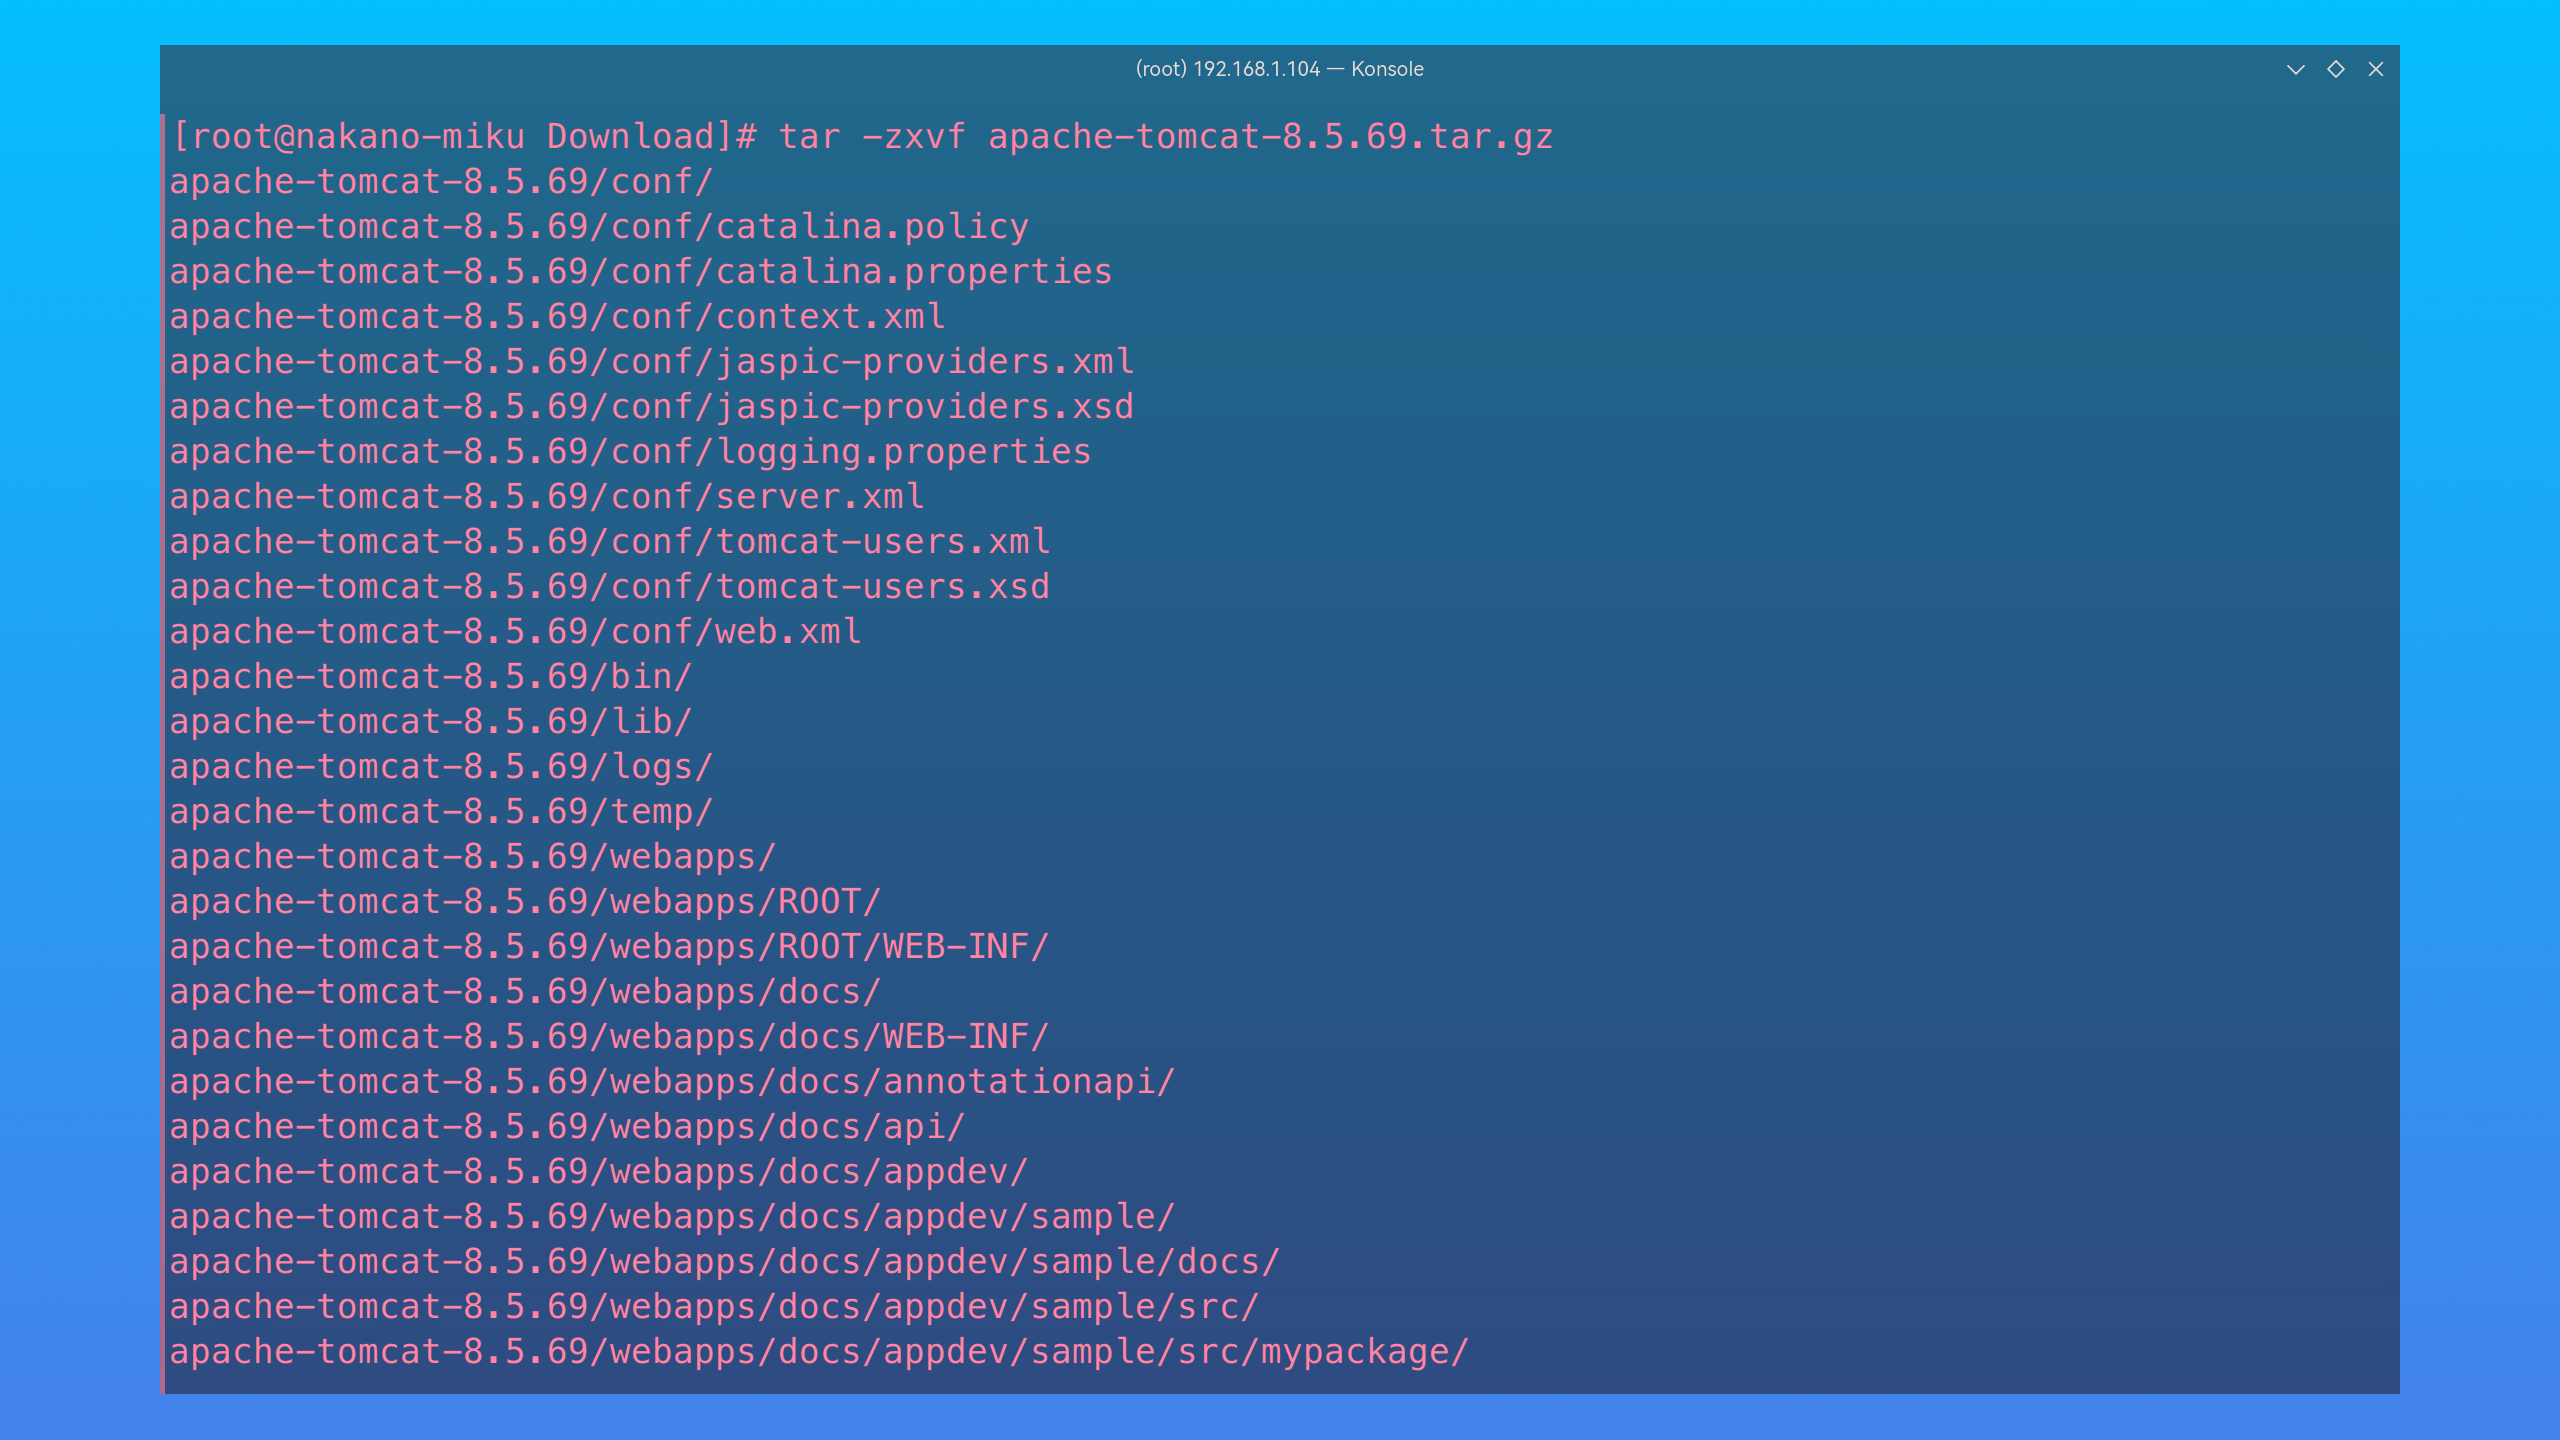 (root) 192.168.1.104 — Konsole
[root@nakano-miku Download]# tar -zxvf apache-tomcat-8.5.69.tar.gz
apache-tomcat-8.5.69/conf/
apache-tomcat-8.5.69/conf/catalina.policy
apache-tomcat-8.5.69/conf/catalina.properties
apache-tomcat-8.5.69/conf/context.xml
apache-tomcat-8.5.69/conf/jaspic-providers.xml
apache-tomcat-8.5.69/conf/jaspic-providers.xsd
apache-tomcat-8.5.69/conf/logging.properties
apache-tomcat-8.5.69/conf/server.xml
apache-tomcat-8.5.69/conf/tomcat-users.xml
apache-tomcat-8.5.69/conf/tomcat-users.xsd
apache-tomcat-8.5.69/conf/web.xml
apache-tomcat-8.5.69/bin/
apache-tomcat-8.5.69/lib/
apache-tomcat-8.5.69/logs/
apache-tomcat-8.5.69/temp/
apache-tomcat-8.5.69/webapps/
apache-tomcat-8.5.69/webapps/ROOT/
apache-tomcat-8.5.69/webapps/ROOT/WEB-INF/
apache-tomcat-8.5.69/webapps/docs/
apache-tomcat-8.5.69/webapps/docs/WEB-INF/
apache-tomcat-8.5.69/webapps/docs/annotationapi/
apache-tomcat-8.5.69/webapps/docs/api/
apache-tomcat-8.5.69/webapps/docs/appdev/
apache-tomcat-8.5.69/webapps/docs/appdev/sample/
apache-tomcat-8.5.69/webapps/docs/appdev/sample/docs/
apache-tomcat-8.5.69/webapps/docs/appdev/sample/src/
apache-tomcat-8.5.69/webapps/docs/appdev/sample/src/mypackage/